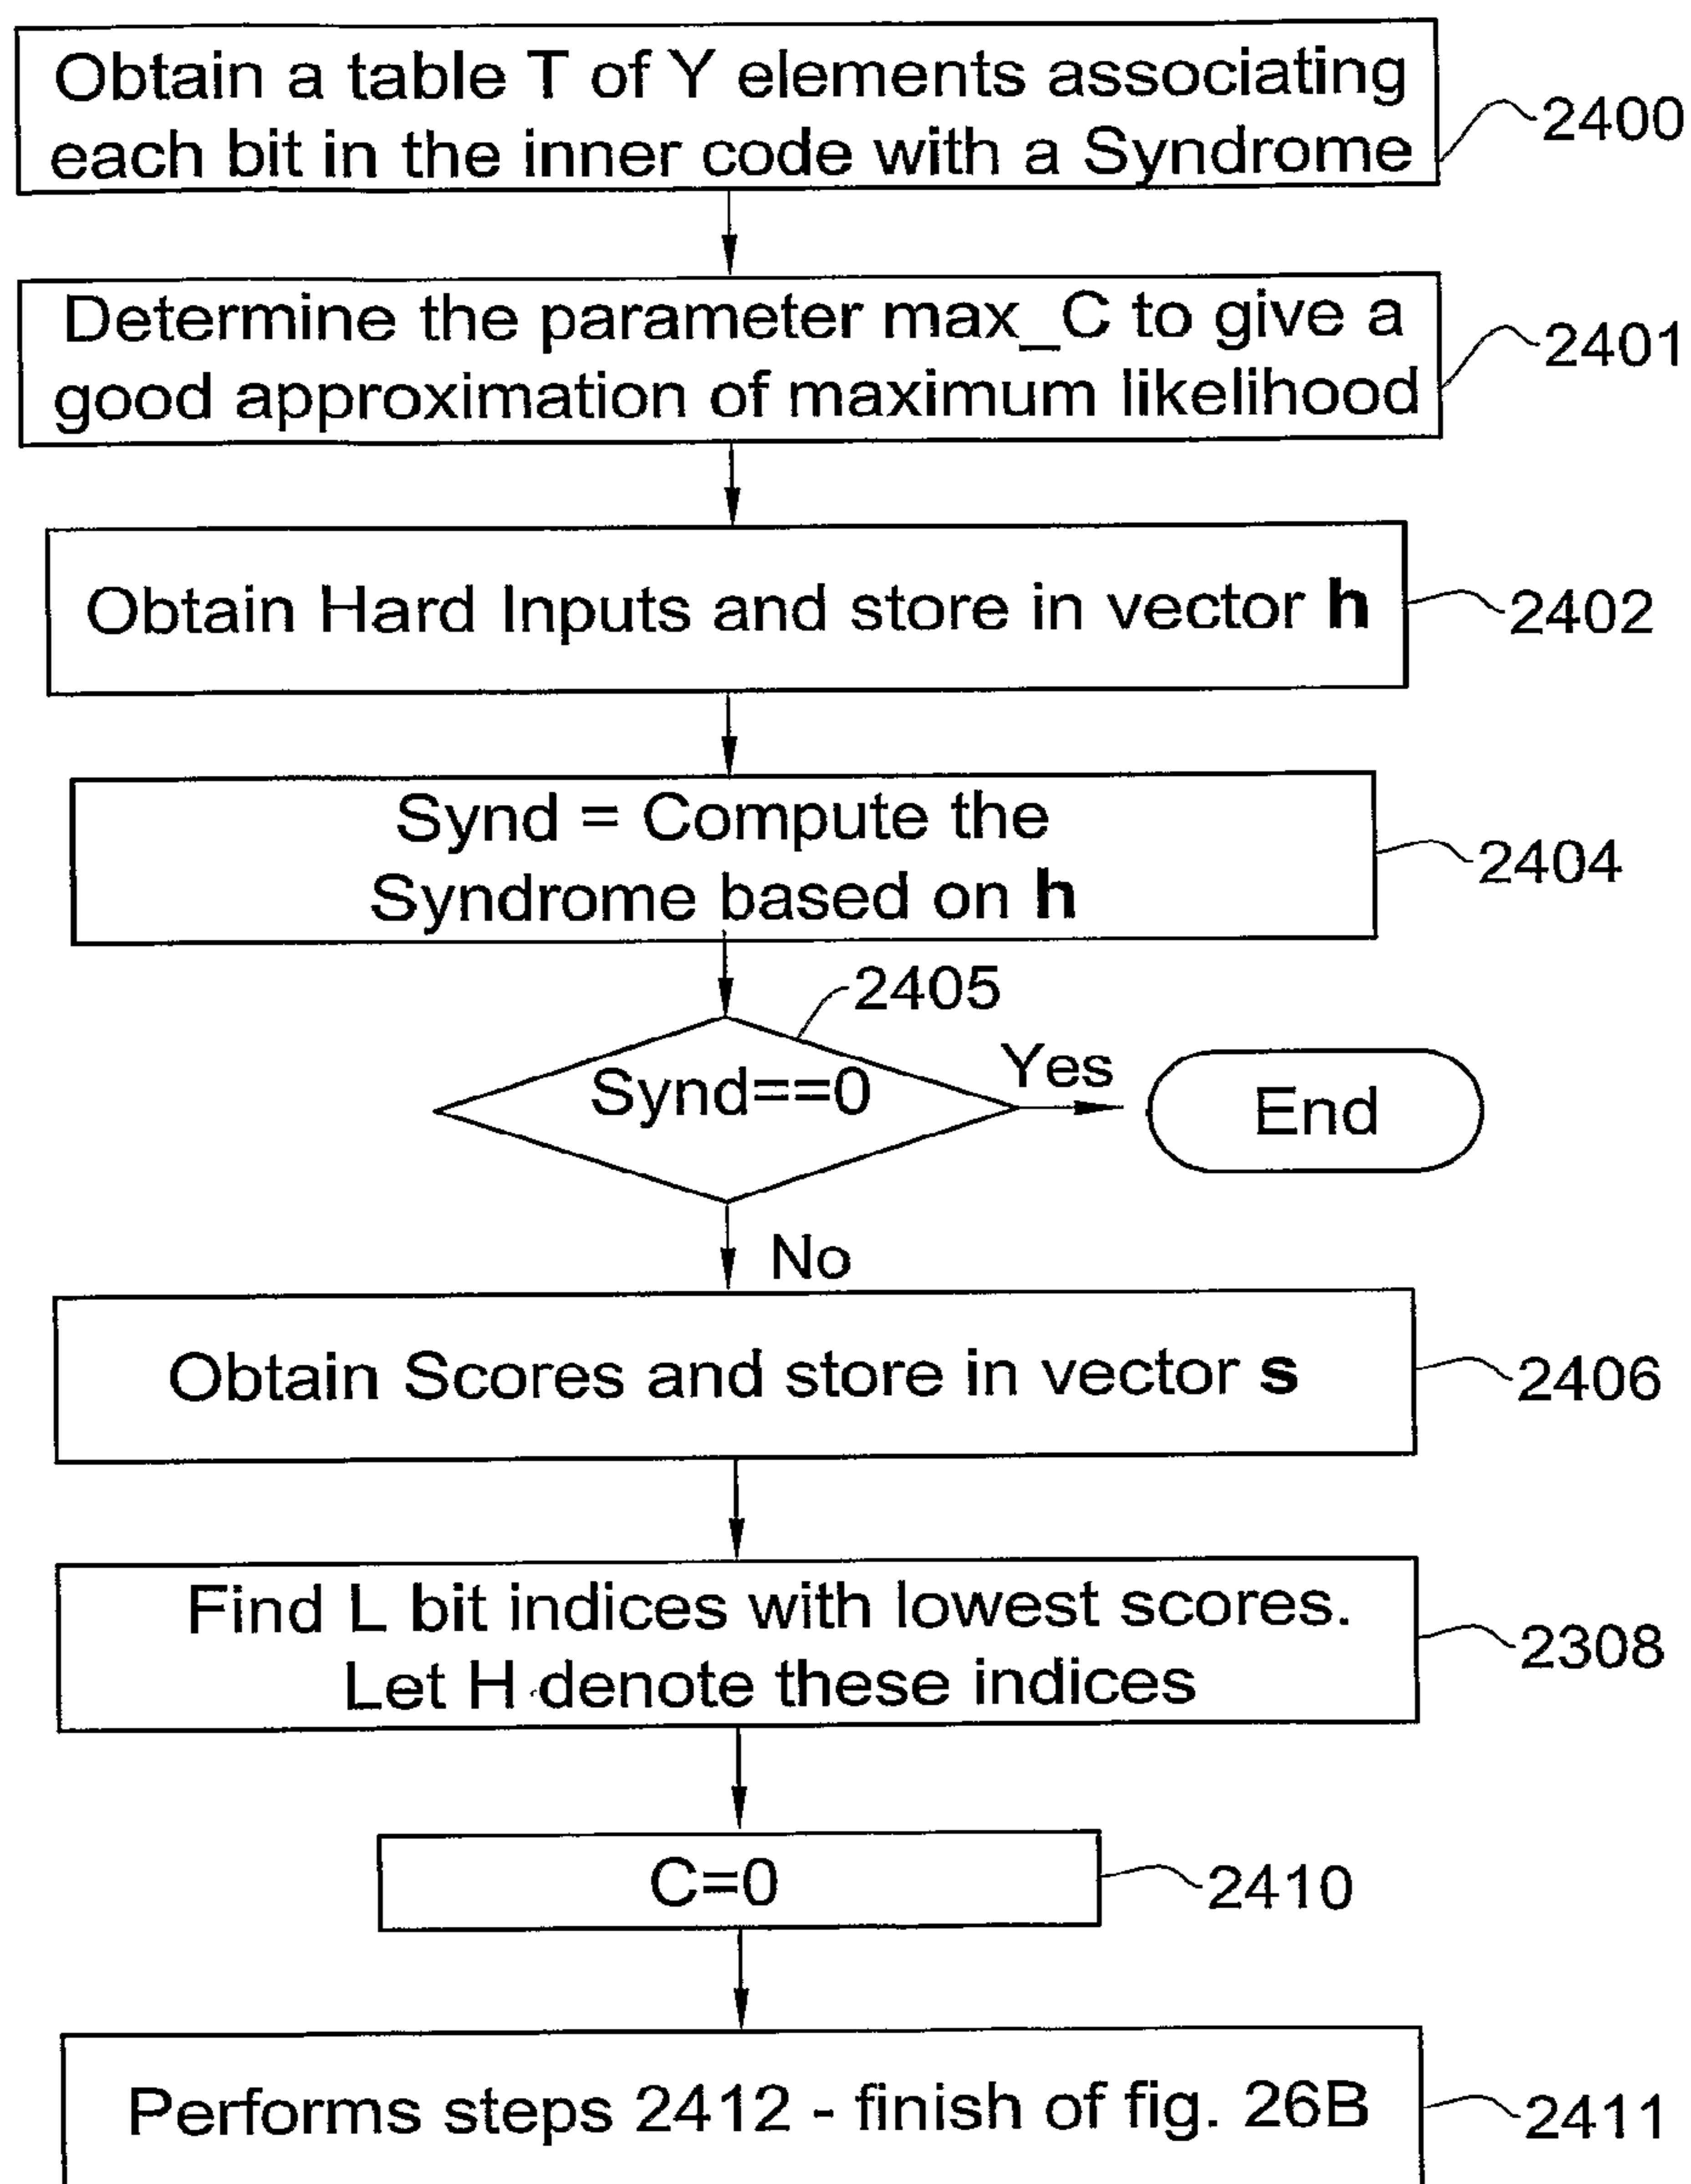 Obtain a table T of Y elements associating
each bit in the inner code with a Syndrome
2400
Determine the parameter max_C to give a
good approximation of maximum likelihood
2401
Obtain Hard Inputs and store in vector h
2402
Synd = Compute the
Syndrome based on h
2404
2405
Synd==0
Yes
End
No
Obtain Scores and store in vector s
2406
Find L bit indices with lowest scores.
Let H denote these indices
2308
C=0
2410
Performs steps 2412 - finish of fig. 26B
2411